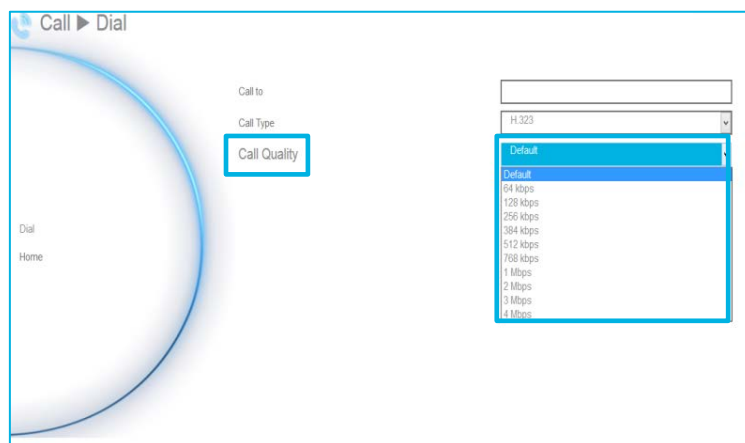 Call ▶ Dial
Call to
Call Type
H.323
Call Quality
Default
Default
64 kbps
128 kbps
256 kbps
384 kbps
512 kbps
768 kbps
1 Mbps
2 Mbps
3 Mbps
4 Mbps
Dial
Home